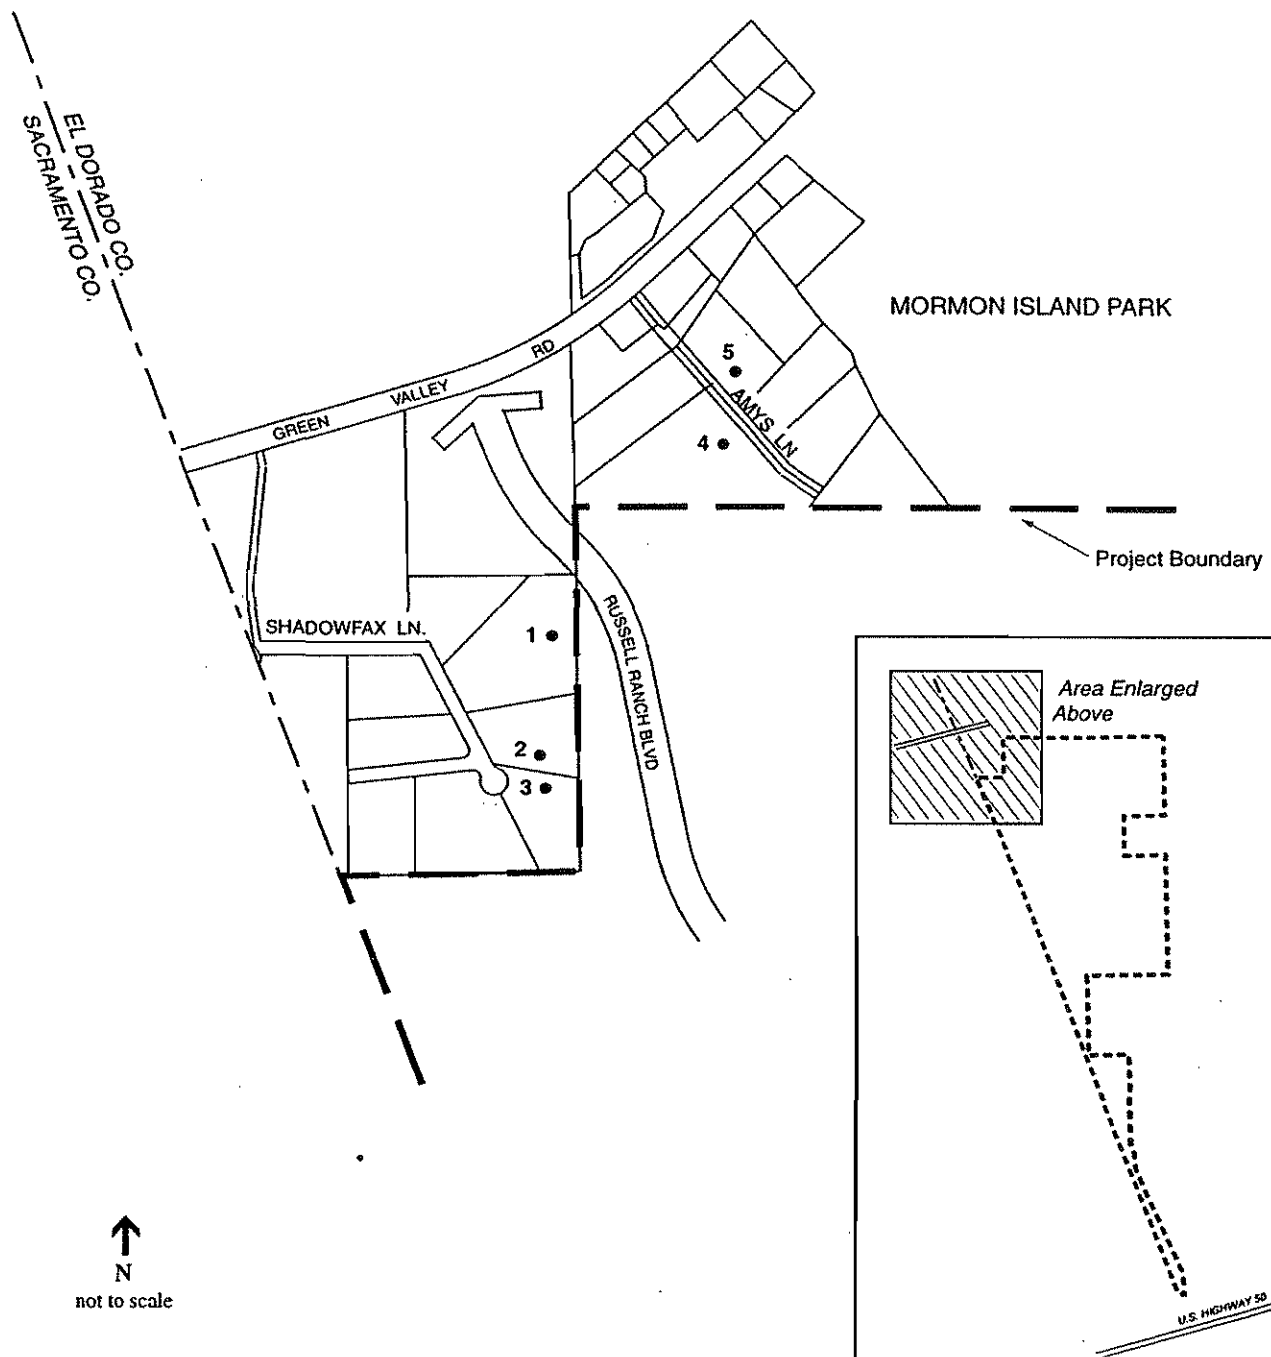 EL DORADO CO.
SACRAMENTO CO.
MORMON ISLAND PARK
GREEN VALLEY RD
5
AMYS LN
4
Project Boundary
SHADOWFAX LN.
1
RUSSELL RANCH BLVD
2
3
Area Enlarged
Above
N
not to scale
U.S. HIGHWAY 50